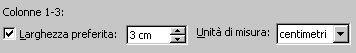 Colonne 1-3:
Larghezza preferita: 3 cm Unità di misura: centimetri